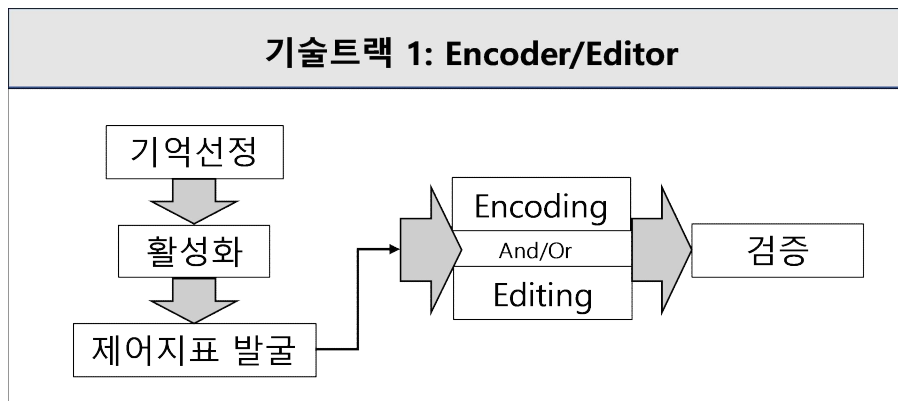 기술트랙 1: Encoder/Editor
기억선정
활성화
제어지표 발굴
Encoding
And/Or
Editing
검증